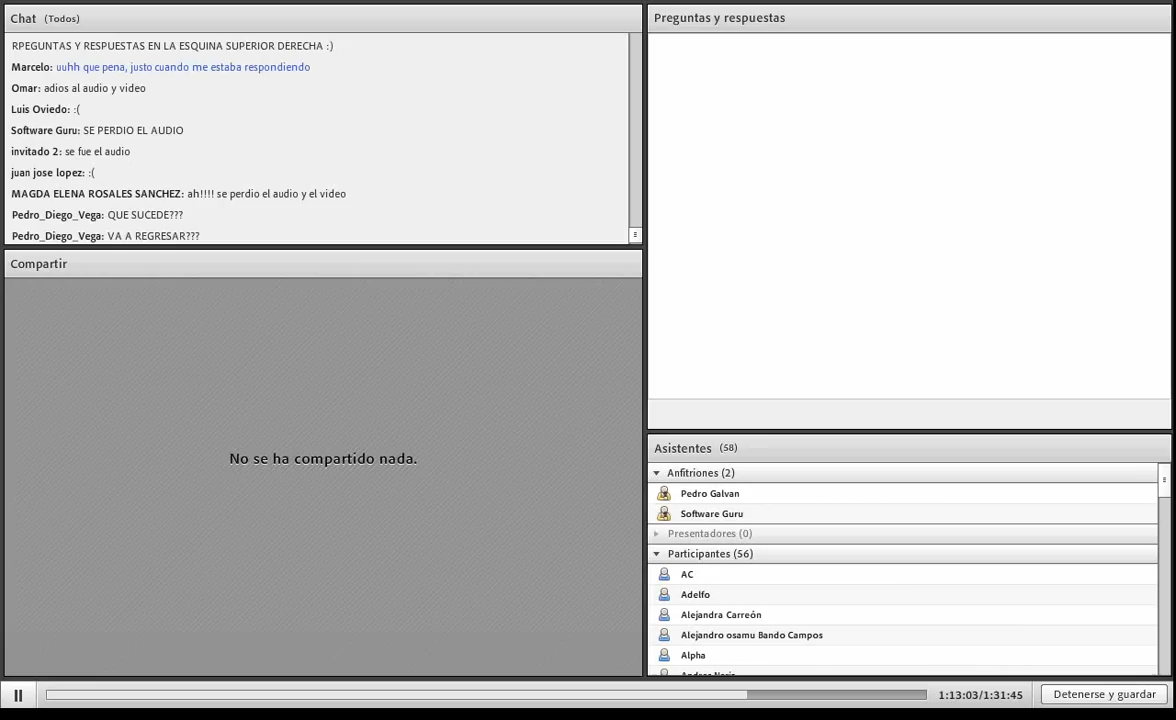 Chat (Todos)
RPEGUNTAS Y RESPUESTAS EN LA ESQUINA SUPERIOR DERECHA :)
Marcelo: uuhh que pena, justo cuando me estaba respondiendo
Omar: adios al audio y video
Luis Oviedo: :(
Software Guru: SE PERDIO EL AUDIO
invitado 2: se fue el audio
juan jose lopez: :(
MAGDA ELENA ROSALES SANCHEZ: ah!!!! se perdio el audio y el video
Pedro_Diego_Vega: QUE SUCEDE???
Pedro_Diego_Vega: VA A REGRESAR???
Compartir
No se ha compartido nada.
Preguntas y respuestas
Asistentes (58)
Anfitriones (2)
Pedro Galvan
Software Guru
Presentadores (0)
Participantes (56)
AC
Adelfo
Alejandra Carreón
Alejandro osamu Bando Campos
Alpha
1:13:03/1:31:45
Detenerse y guardar